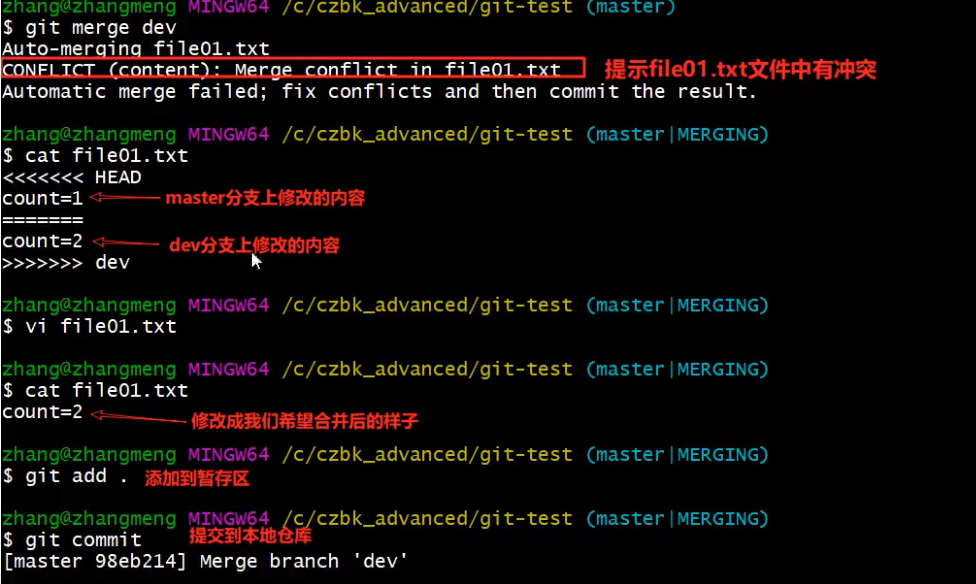 zhang@zhangmeng MINGW64 /c/czbk_advanced/git-test (master)
$ git merge dev
Auto-merging file01.txt
CONFLICT (content): Merge conflict in file01.txt 提示file01.txt文件中有冲突
Automatic merge failed; fix conflicts and then commit the result.
zhang@zhangmeng MINGW64 /c/czbk_advanced/git-test (master|MERGING)
$ cat file01.txt
<<<<<<< HEAD
count=1 master分支上修改的内容
=======
count=2 dev分支上修改的内容
>>>>>>> dev
zhang@zhangmeng MINGW64 /c/czbk_advanced/git-test (master|MERGING)
$ vi file01.txt
zhang@zhangmeng MINGW64 /c/czbk_advanced/git-test (master|MERGING)
$ cat file01.txt
count=2 修改成我们希望合并后的样子
zhang@zhangmeng MINGW64 /c/czbk_advanced/git-test (master|MERGING)
$ git add . 添加到暂存区
zhang@zhangmeng MINGW64 /c/czbk_advanced/git-test (master|MERGING)
$ git commit 提交到本地仓库
[master 98eb214] Merge branch 'dev'